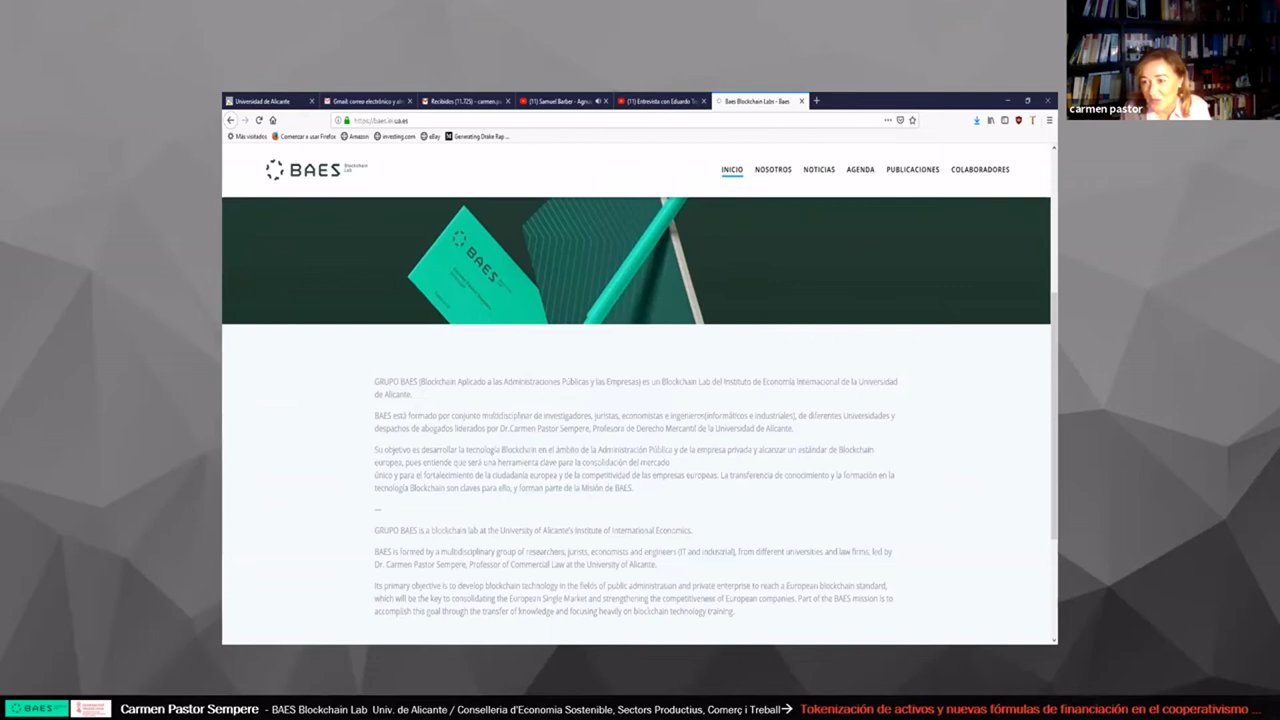 carmen pastor
Universidad de Alicante
Gmail: correo electrónico y al
Recibidos (11.725) - carmen.p
(11) Samuel Barber - Agnus
(11) Entrevista con Eduardo
Baes Blockchain Labs - Baes
https://baes.in.ua.es
Más visitados
Comenzar a usar Firefox
Amazon
investing.com
eBay
Generating Drake Rap ...
BAES Blockchain Lab
INICIO NOSOTROS NOTICIAS AGENDA PUBLICACIONES COLABORADORES
BAES
GRUPO BAES (Blockchain Aplicado a las Administraciones Públicas y las Empresas) es un Blockchain Lab del Instituto de Economía Internacional de la Universidad
de Alicante.
BAES está formado por conjunto multidisciplinar de investigadores, juristas, economistas e ingenieros(informáticos e industriales), de diferentes Universidades y
despachos de abogados liderados por Dr.Carmen Pastor Sempere, Profesora de Derecho Mercantil de la Universidad de Alicante.
Su objetivo es desarrollar la tecnología Blockchain en el ámbito de la Administración Pública y de la empresa privada y alcanzar un estándar de Blockchain
europea, pues entiende que será una herramienta clave para la consolidación del mercado
único y para el fortalecimiento de la ciudadanía europea y de la competitividad de las empresas europeas. La transferencia de conocimiento y la formación en la
tecnología Blockchain son claves para ello, y forman parte de la Misión de BAES.
—
GRUPO BAES is a blockchain lab at the University of Alicante's Institute of International Economics.
BAES is formed by a multidisciplinary group of researchers, jurists, economists and engineers (IT and industrial), from different universities and law firms, led by
Dr. Carmen Pastor Sempere, Professor of Commercial Law at the University of Alicante.
Its primary objective is to develop blockchain technology in the fields of public administration and private enterprise to reach a European blockchain standard,
which will be the key to consolidating the European Single Market and strengthening the competitiveness of European companies. Part of the BAES mission is to
accomplish this goal through the transfer of knowledge and focusing heavily on blockchain technology training.
BAES
Carmen Pastor Sempere - BAES Blockchain Lab Univ. de Alicante / Conselleria d'Economia Sostenible, Sectors Productius, Comerç i Treball→ Tokenización de activos y nuevas fórmulas de financiación en el cooperativismo ...